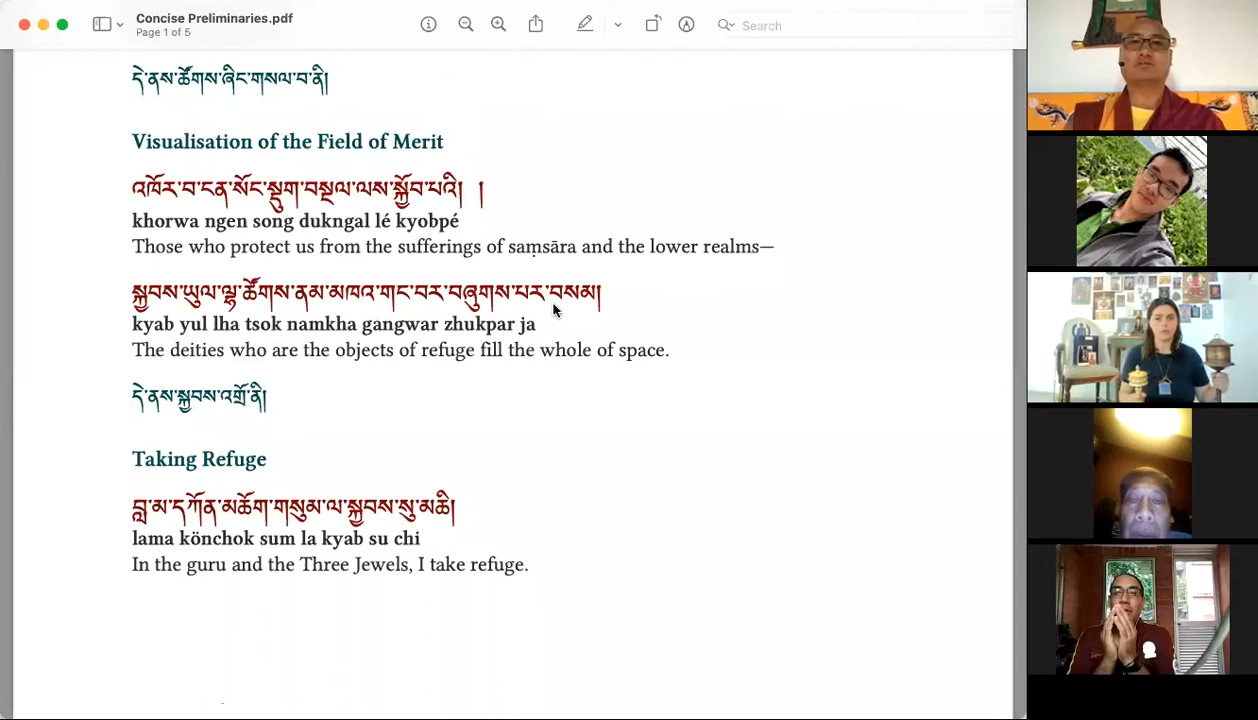 Concise Preliminaries.pdf
Page 1 of 5
Search
དེ་ནས་ཚོགས་ཞིང་གསལ་བ་ནི།
Visualisation of the Field of Merit
འཁོར་བ་ངན་སོང་སྡུག་བསྔལ་ལས་སྐྱོབ་པའི། །
khorwa ngen song dukngal lé kyobpé
Those who protect us from the sufferings of saṃsāra and the lower realms—
སྐྱབས་ཡུལ་ལྷ་ཚོགས་ནམ་མཁའ་གང་བར་བཞུགས་པར་བསམ།
kyab yul lha tsok namkha gangwar zhukpar ja
The deities who are the objects of refuge fill the whole of space.
དེ་ནས་སྐྱབས་འགྲོ་ནི།
Taking Refuge
བླ་མ་དཀོན་མཆོག་གསུམ་ལ་སྐྱབས་སུ་མཆི།
lama könchok sum la kyab su chi
In the guru and the Three Jewels, I take refuge.